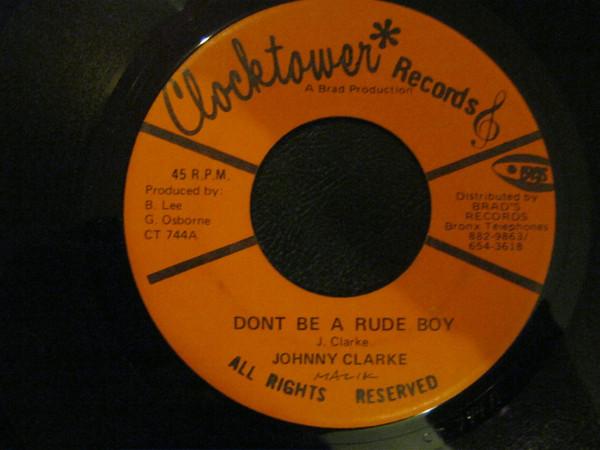 Clocktower* Records
A Brad Production
45 R.P.M.
Produced by:
B. Lee
G. Osborne
CT 744A
Distributed by
BRAD'S
RECORDS
Bronx Telephones
882-9863/
654-3618
DONT BE A RUDE BOY
J. Clarke
JOHNNY CLARKE
MAZIK
ALL RIGHTS RESERVED